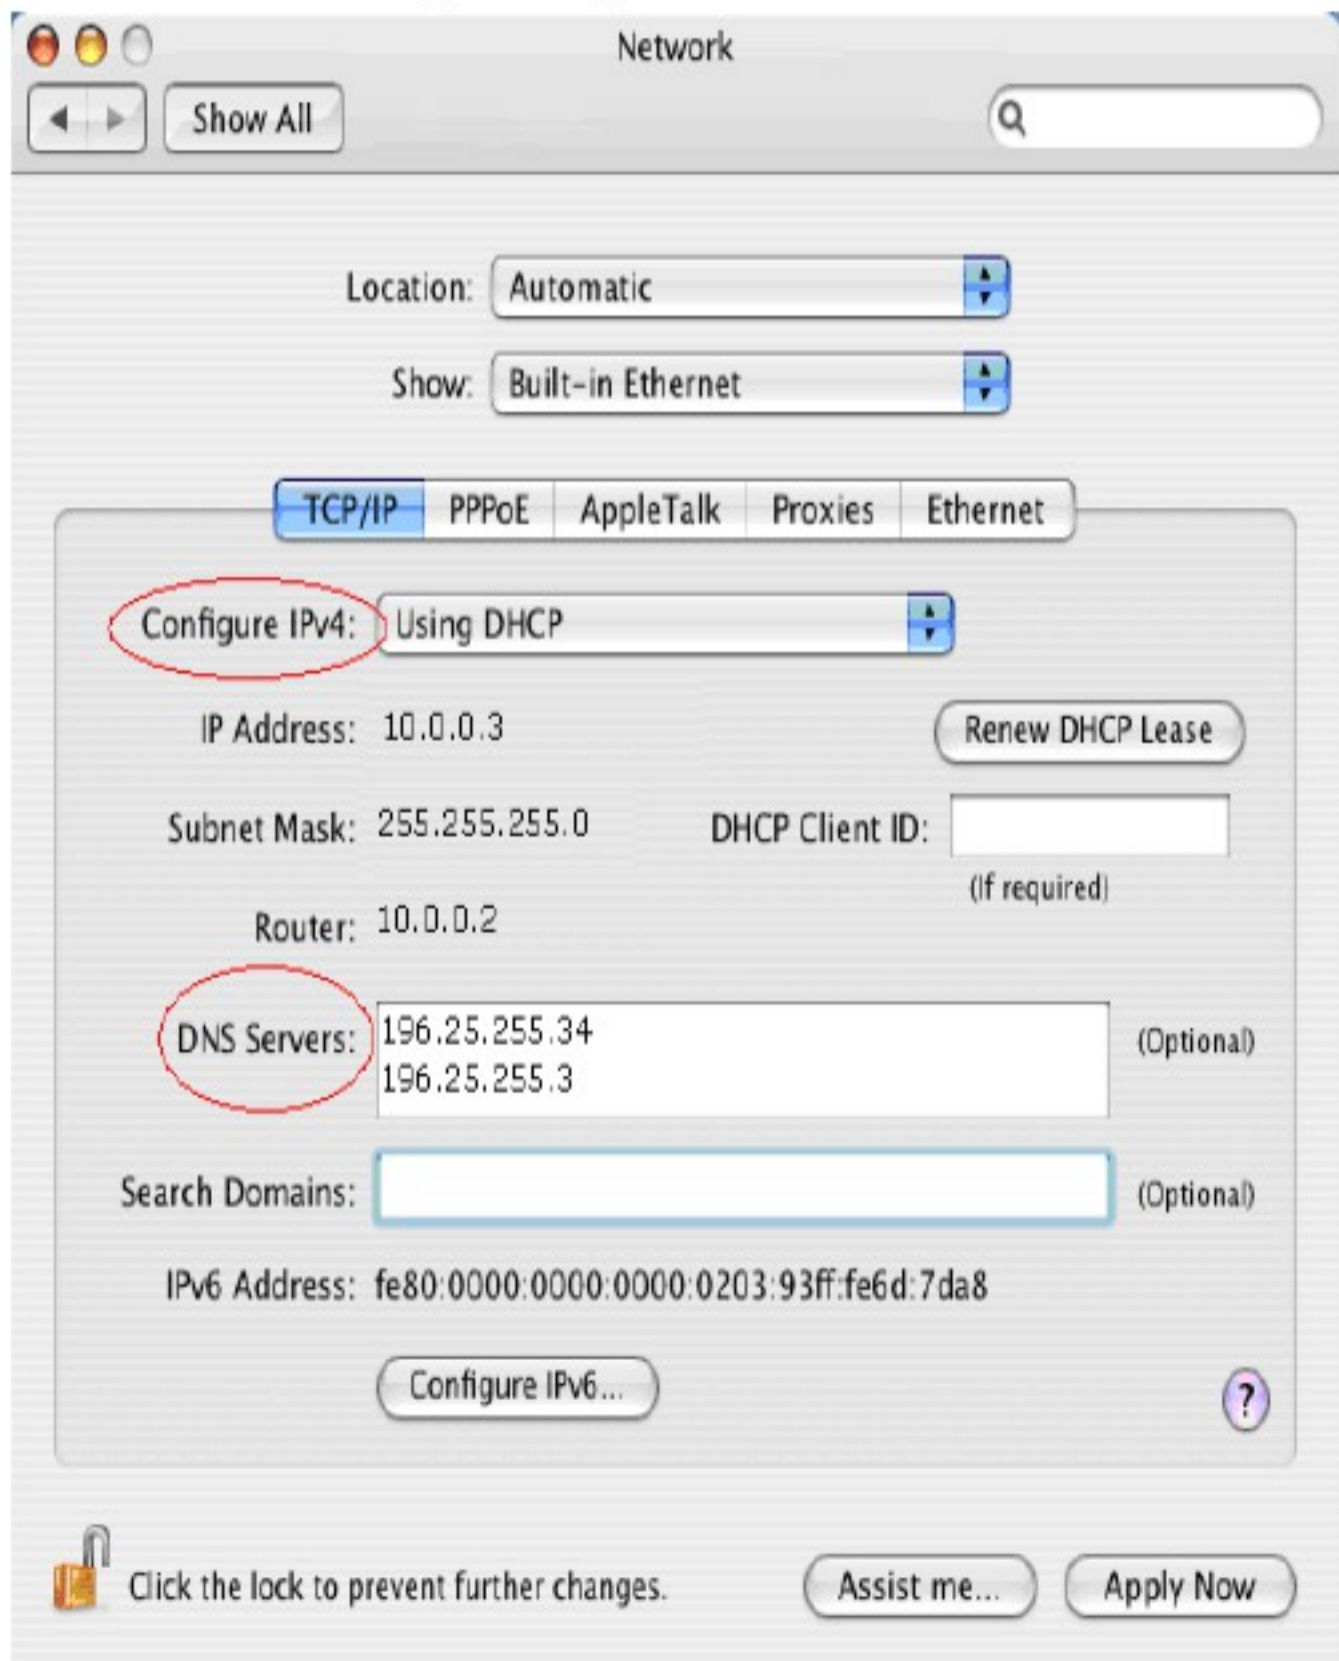 Network
Show All
Location: Automatic
Show: Built-in Ethernet
TCP/IP PPPoE AppleTalk Proxies Ethernet
Configure IPv4: Using DHCP
IP Address: 10.0.0.3 Renew DHCP Lease
Subnet Mask: 255.255.255.0 DHCP Client ID:
(If required)
Router: 10.0.0.2
DNS Servers: 196.25.255.34 (Optional)
196.25.255.3
Search Domains: (Optional)
IPv6 Address: fe80:0000:0000:0000:0203:93ff:fe6d:7da8
Configure IPv6... ?
Click the lock to prevent further changes. Assist me... Apply Now